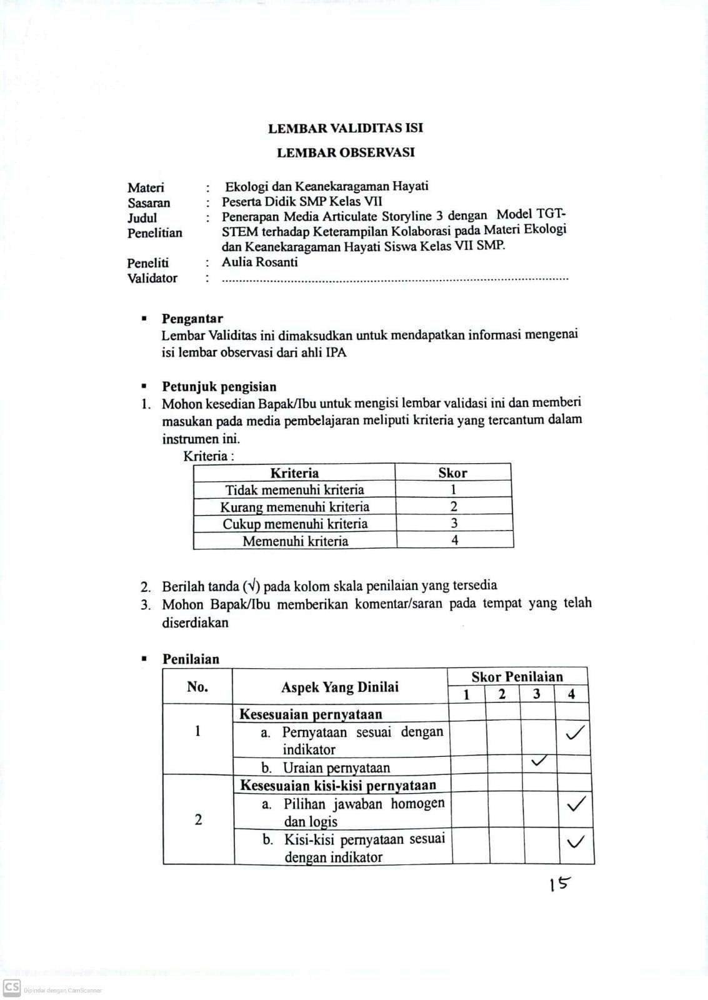 LEMBAR VALIDITAS ISI
LEMBAR OBSERVASI
Materi : Ekologi dan Keanekaragaman Hayati
Sasaran : Peserta Didik SMP Kelas VII
Judul : Penerapan Media Articulate Storyline 3 dengan Model TGT-
Penelitian STEM terhadap Keterampilan Kolaborasi pada Materi Ekologi
dan Keanekaragaman Hayati Siswa Kelas VII SMP.
Peneliti : Aulia Rosanti
Validator : ....................................................................................................
▪ Pengantar
Lembar Validitas ini dimaksudkan untuk mendapatkan informasi mengenai
isi lembar observasi dari ahli IPA
▪ Petunjuk pengisian
1. Mohon kesedian Bapak/Ibu untuk mengisi lembar validasi ini dan memberi
masukan pada media pembelajaran meliputi kriteria yang tercantum dalam
instrumen ini.
Kriteria :
Kriteria Skor
Tidak memenuhi kriteria 1
Kurang memenuhi kriteria 2
Cukup memenuhi kriteria 3
Memenuhi kriteria 4
2. Berilah tanda (√) pada kolom skala penilaian yang tersedia
3. Mohon Bapak/Ibu memberikan komentar/saran pada tempat yang telah
diserdiakan
▪ Penilaian
No. Aspek Yang Dinilai Skor Penilaian
1 2 3 4
Kesesuaian pernyataan
1 a. Pernyataan sesuai dengan ✓
indikator
b. Uraian pernyataan ✓
Kesesuaian kisi-kisi pernyataan
a. Pilihan jawaban homogen ✓
2 dan logis
b. Kisi-kisi pernyataan sesuai ✓
dengan indikator
15
CS Dipindai dengan CamScanner